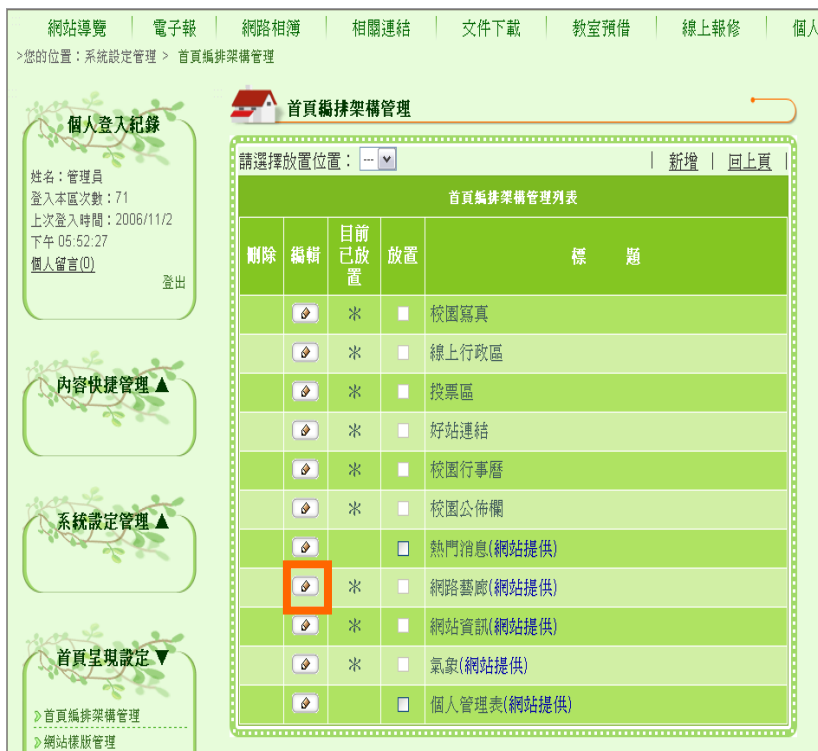 網站導覽 | 電子報 | 網路相簿 | 相關連結 | 文件下載 | 教室預借 | 線上報修 | 個人
>您的位置：系統設定管理 > 首頁編排架構管理
個人登入紀錄
姓名：管理員
登入本區次數：71
上次登入時間：2006/11/2
下午 05:52:27
個人留言(0)
登出
內容快捷管理▲
系統設定管理▲
首頁呈現設定▼
首頁編排架構管理
網站樣版管理
首頁編排架構管理
請選擇放置位置： --
| 新增 | 回上頁 |
首頁編排架構管理列表
刪除 編輯 目前已放置 放置 標 題
＊ 校園寫真
＊ 線上行政區
＊ 投票區
＊ 好站連結
＊ 校園行事曆
＊ 校園公佈欄
熱門消息(網站提供)
＊ 網路藝廊(網站提供)
＊ 網站資訊(網站提供)
＊ 氣象(網站提供)
個人管理表(網站提供)